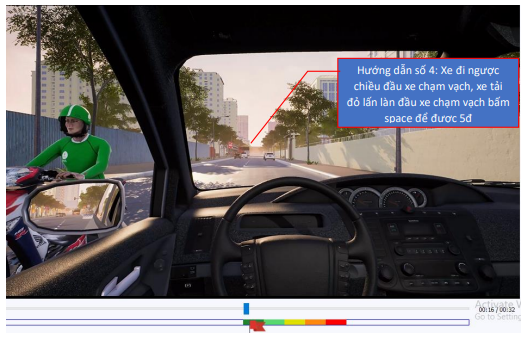 Hướng dẫn số 4: Xe đi ngược
chiều đầu xe chạm vạch, xe tải
đỏ lấn làn đầu xe chạm vạch bấm
space để được 5đ
Activate
00:16 / 00:32
Go to Setting